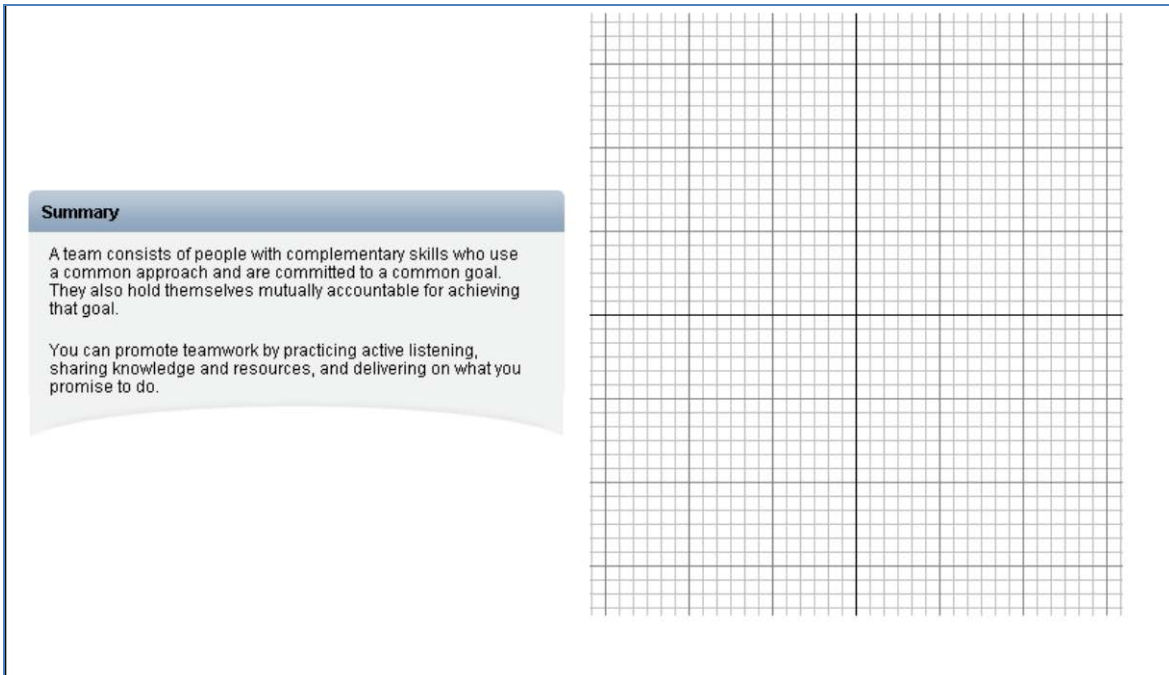 Summary
A team consists of people with complementary skills who use
a common approach and are committed to a common goal.
They also hold themselves mutually accountable for achieving
that goal.
You can promote teamwork by practicing active listening,
sharing knowledge and resources, and delivering on what you
promise to do.